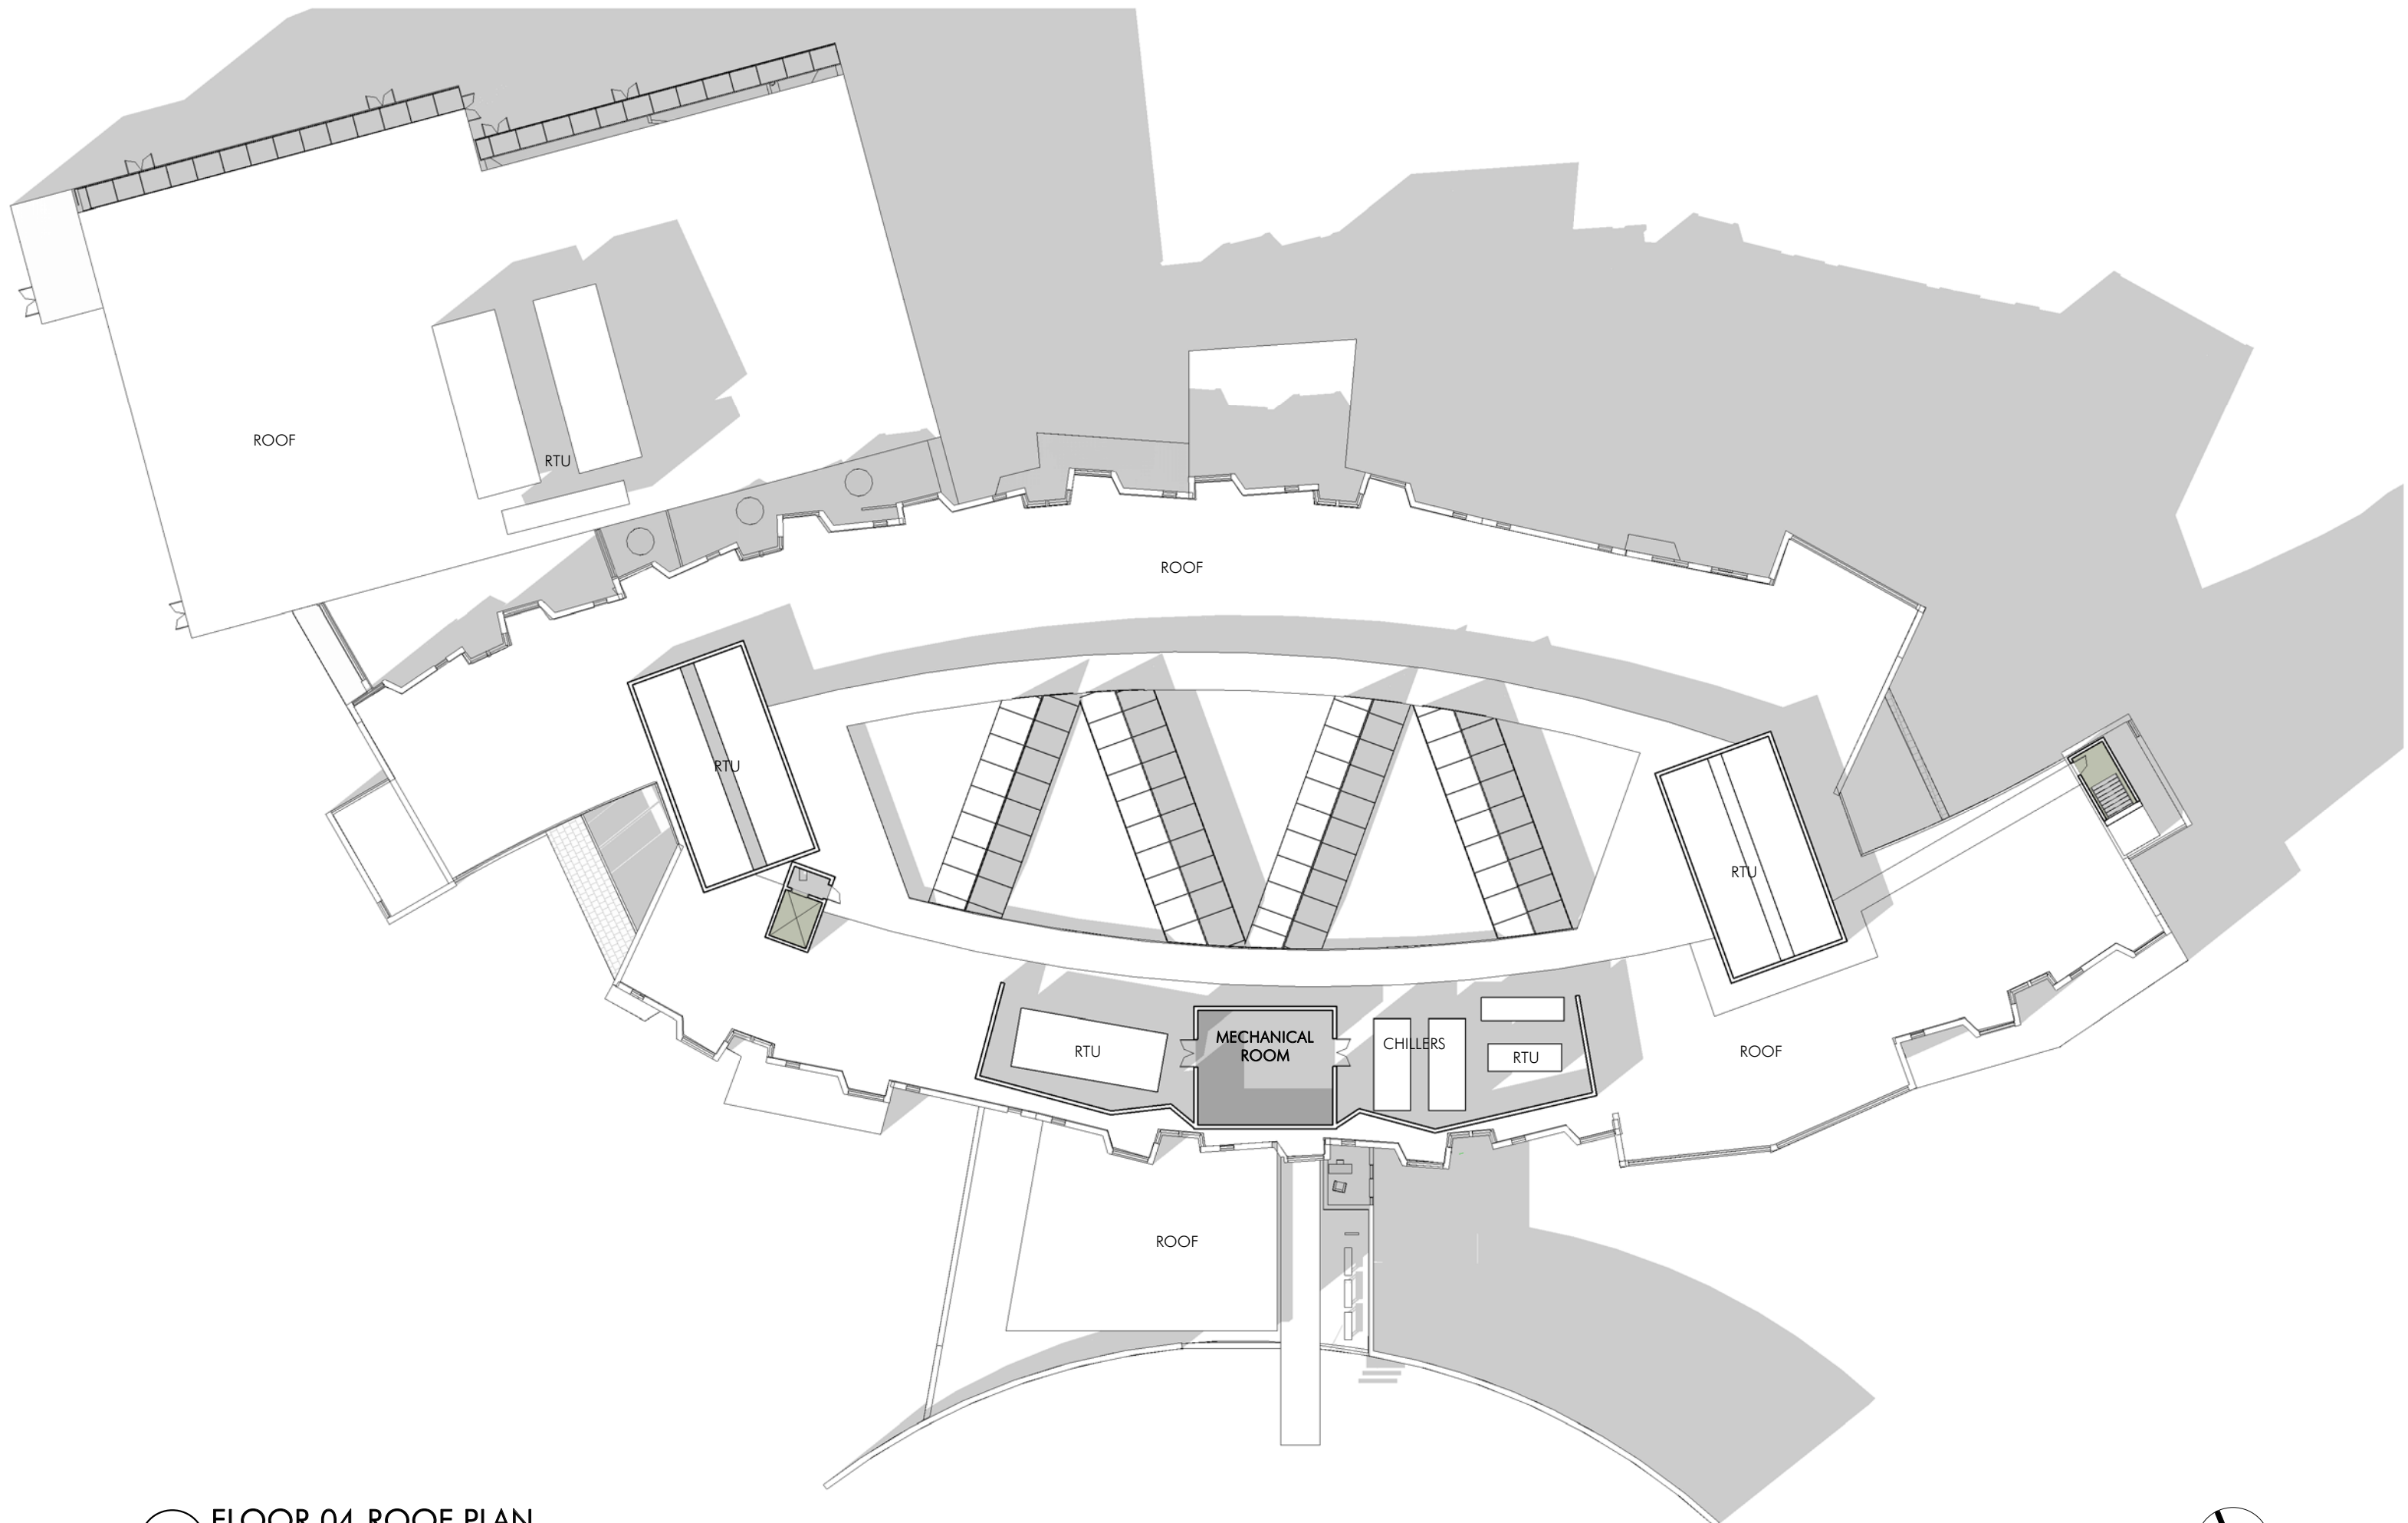 ROOF
RTU
ROOF
RTU
RTU
MECHANICAL
ROOM
CHILLERS
RTU
RTU
ROOF
ROOF
FLOOR 04 ROOF PLAN